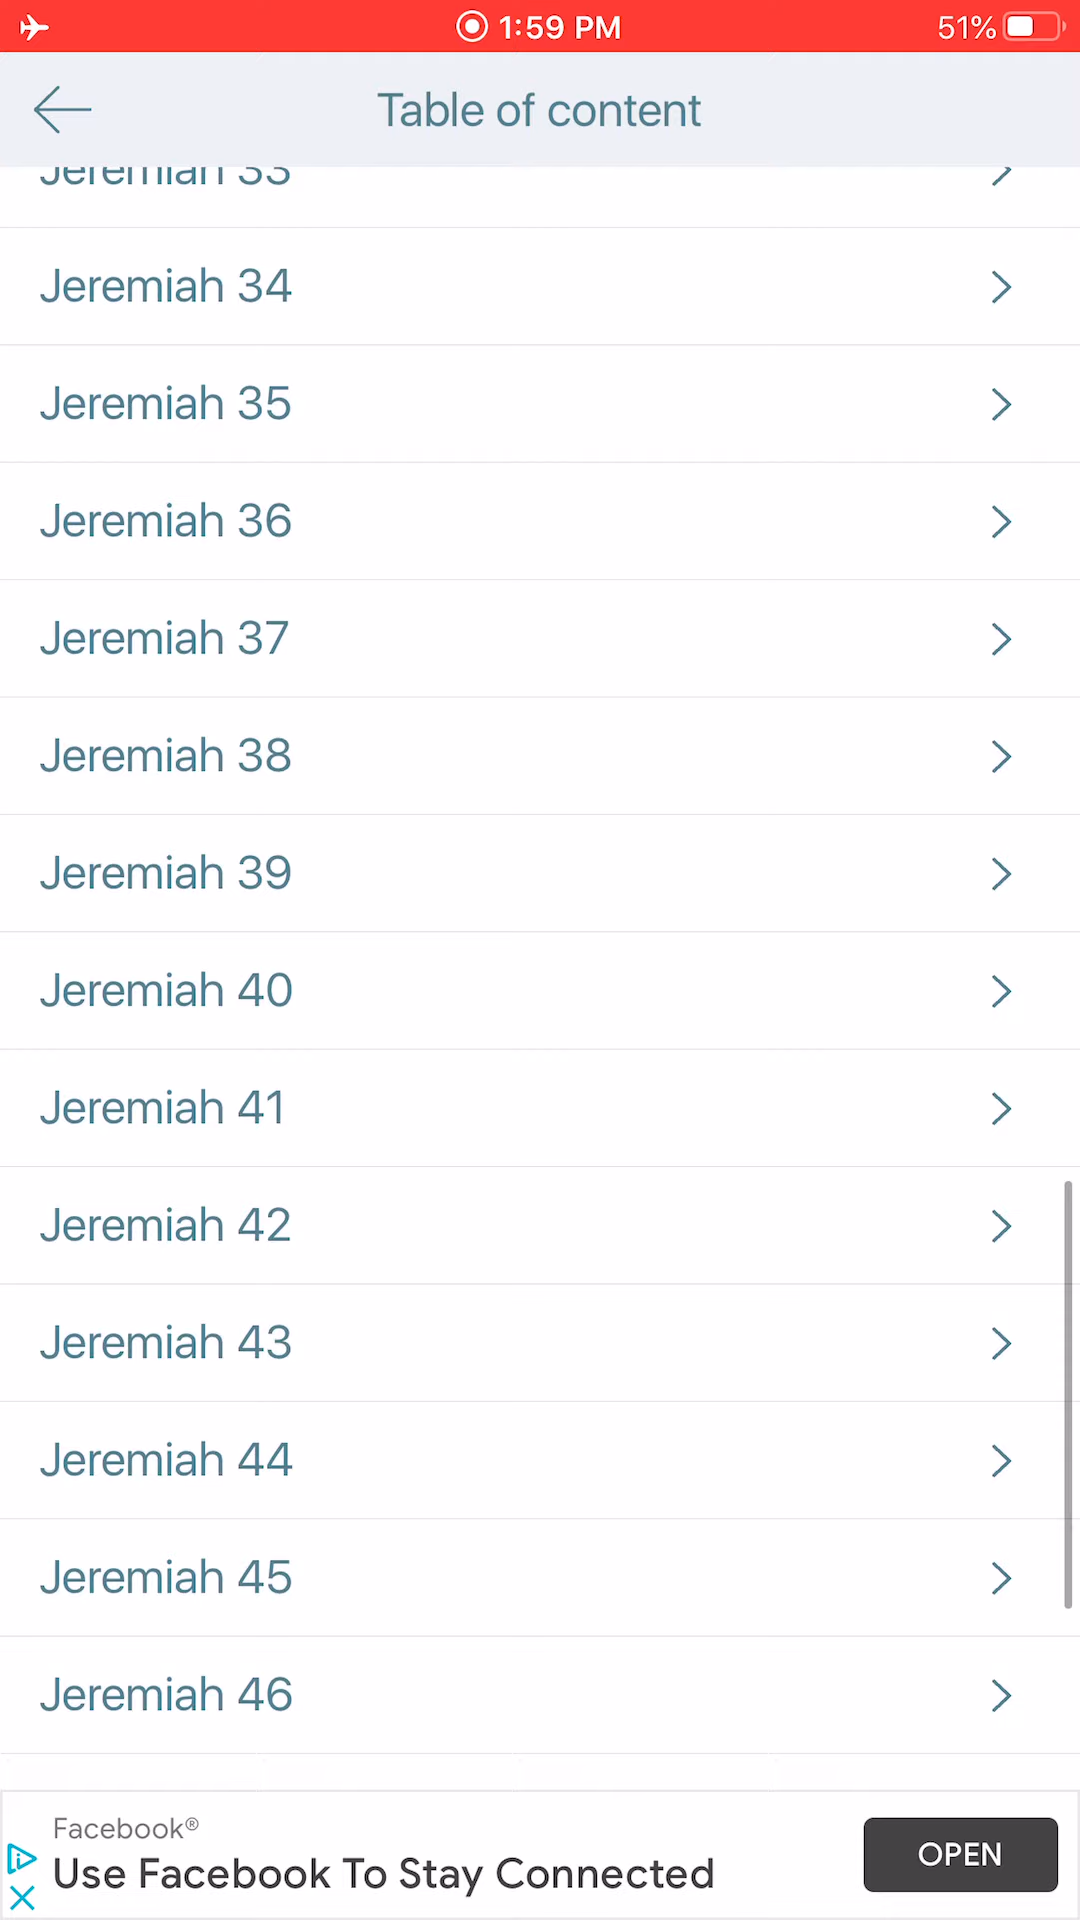 1:59 PM
51%
Table of content
Jeremiah 33
Jeremiah 34
Jeremiah 35
Jeremiah 36
Jeremiah 37
Jeremiah 38
Jeremiah 39
Jeremiah 40
Jeremiah 41
Jeremiah 42
Jeremiah 43
Jeremiah 44
Jeremiah 45
Jeremiah 46
Facebook®
Use Facebook To Stay Connected
OPEN